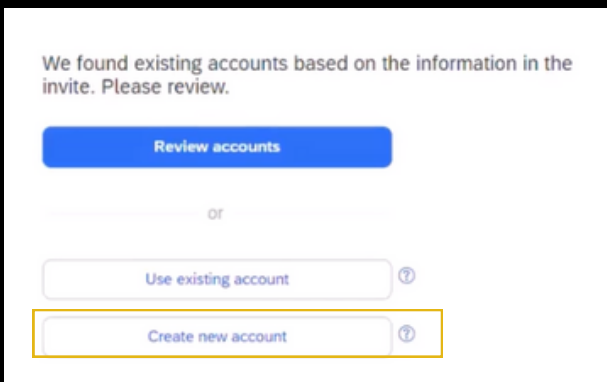 We found existing accounts based on the information in the
invite. Please review.
Review accounts
or
Use existing account ?
Create new account ?